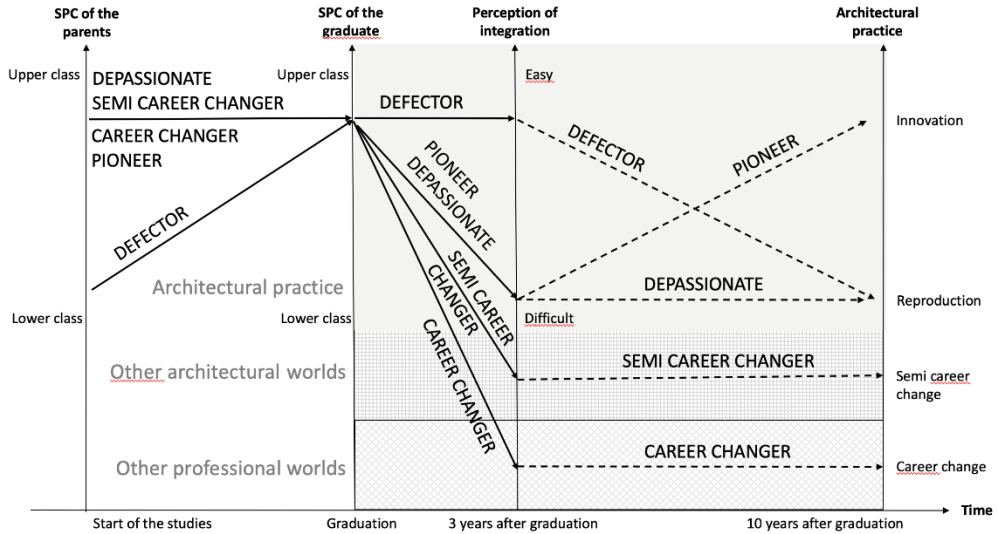 SPC of the
parents
SPC of the
graduate
Perception of
integration
Architectural
practice
Upper class
DEPASSIONATE
SEMI CAREER CHANGER
CAREER CHANGER
PIONEER
Upper class
Easy
DEFECTOR
DEFECTOR
PIONEER
Innovation
PIONEER
DEPASSIONATE
DEFECTOR
Architectural practice
SEMI CAREER
CHANGER
DEPASSIONATE
Reproduction
Lower class
Lower class
Difficult
CAREER CHANGER
Other architectural worlds
SEMI CAREER CHANGER
Semi career
change
Other professional worlds
CAREER CHANGER
Career change
Time
Start of the studies
Graduation
3 years after graduation
10 years after graduation